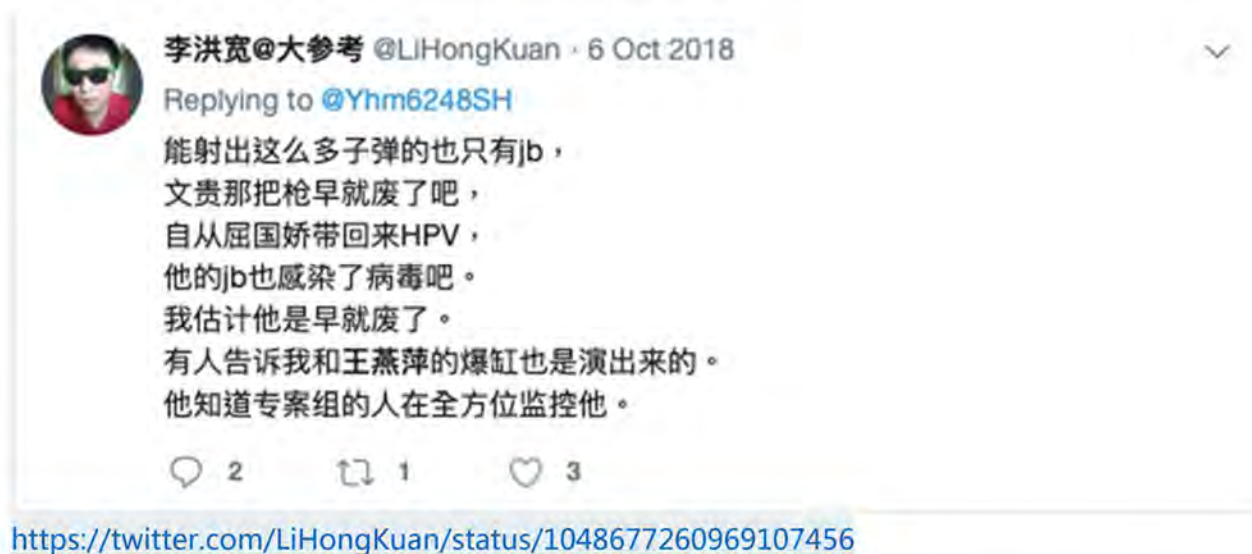 李洪宽@大参考 @LiHongKuan · 6 Oct 2018
Replying to @Yhm6248SH
能射出这么多子弹的也只有jb，
文贵那把枪早就废了吧，
自从屈国娇带回来HPV，
他的jb也感染了病毒吧。
我估计他是早就废了。
有人告诉我和王燕萍的爆缸也是演出来的。
他知道专案组的人在全方位监控他。
2 1 3
https://twitter.com/LiHongKuan/status/1048677260969107456